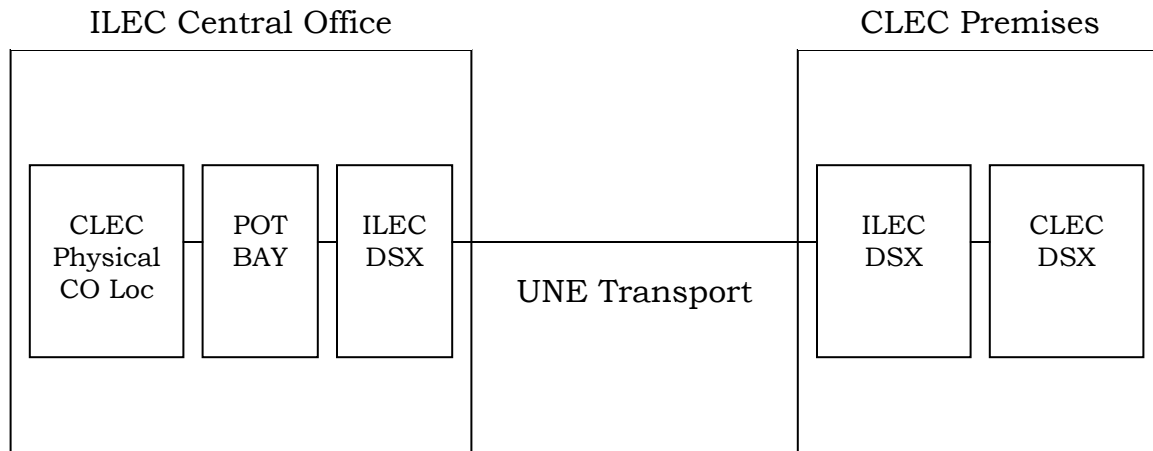 ILEC Central Office
CLEC Premises
CLEC
Physical
CO Loc
POT
BAY
ILEC
DSX
UNE Transport
ILEC
DSX
CLEC
DSX